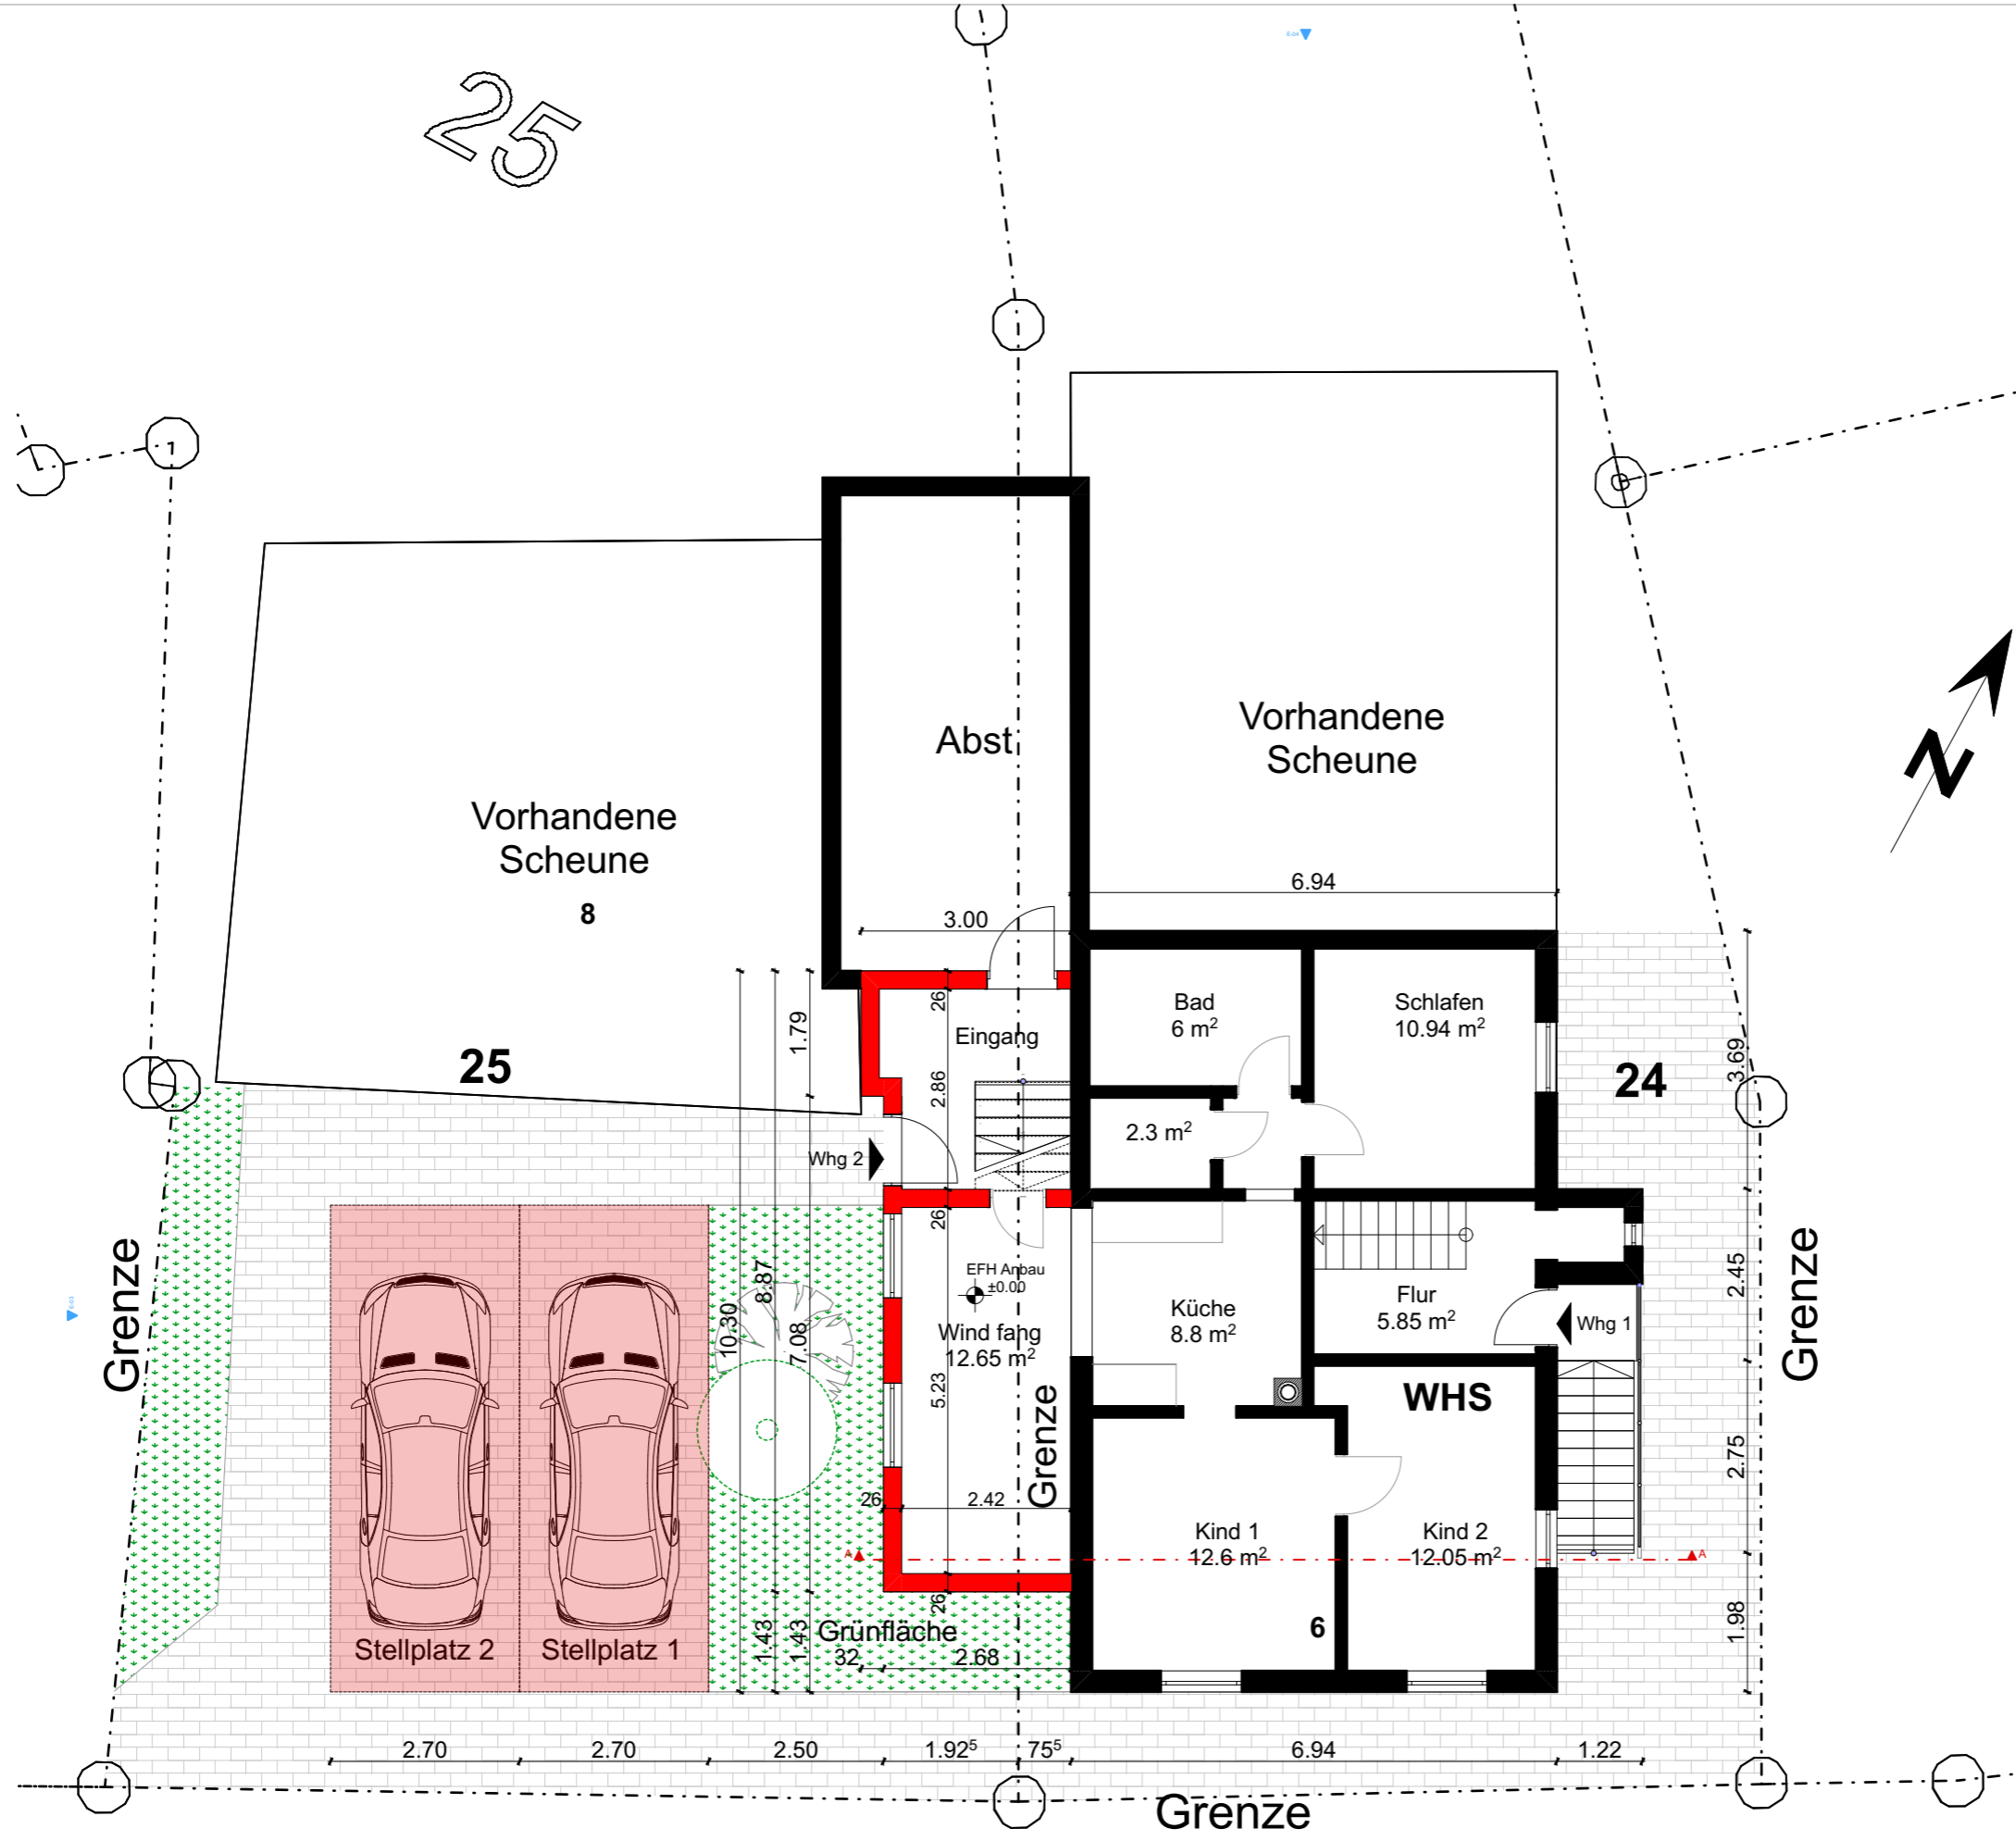 25
E-04
Vorhandene
Scheune
Abst
Vorhandene
Scheune
8
N
6.94
3.00
Bad
6 m²
Schlafen
10.94 m²
26
Eingang
1.79
3.69
25
24
2.86
2.3 m²
Whg 2
26
EFH Anbau
±0.00
Grenze
E-03
10.30
8.87
7.08
Wind fang
12.65 m²
Küche
8.8 m²
Flur
5.85 m²
Whg 1
2.45
Grenze
5.23
WHS
Grenze
2.75
26
2.42
Kind 1
12.6 m²
Kind 2
12.05 m²
A
A
26
1.43
1.43
Grünfläche
6
1.98
Stellplatz 2
Stellplatz 1
32
2.68
2.70
2.70
2.50
1.92⁵
75⁵
6.94
1.22
Grenze